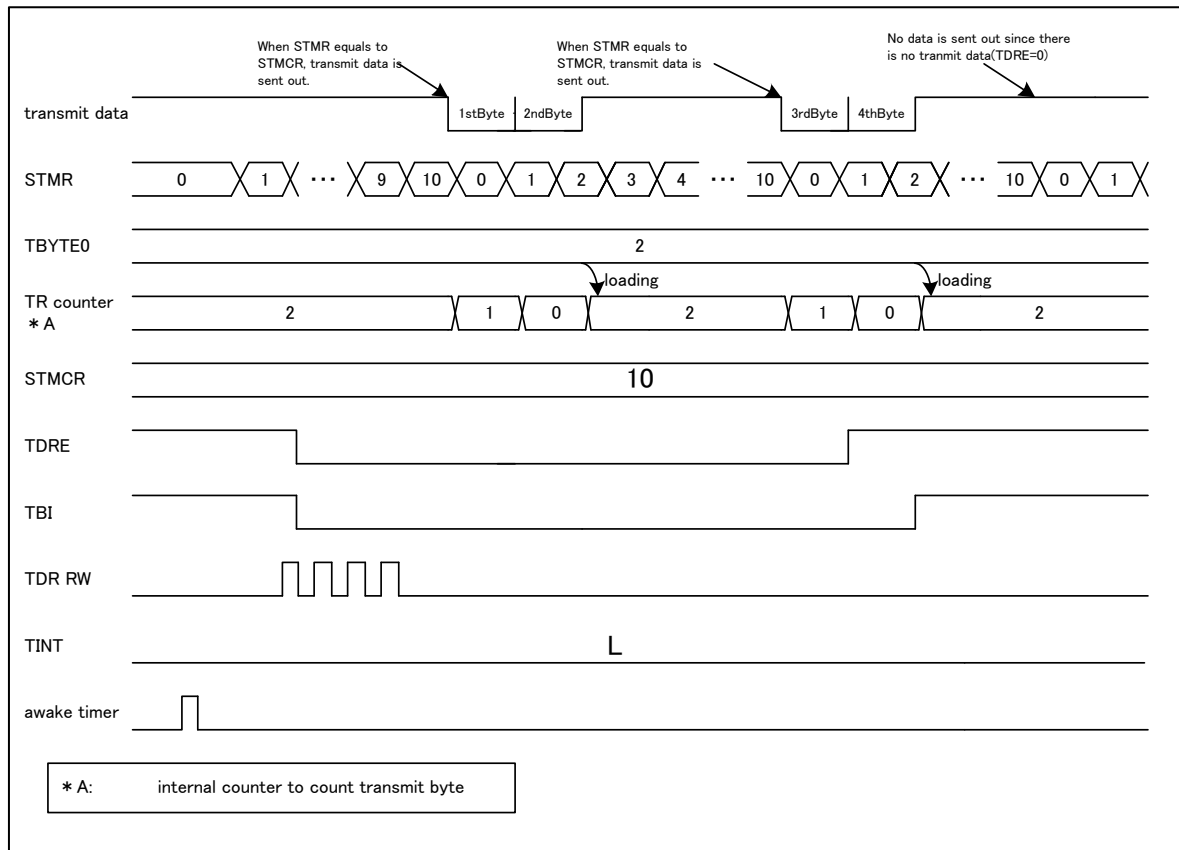 When STMR equals to
STMCR, transmit data is
sent out.
When STMR equals to
STMCR, transmit data is
sent out.
No data is sent out since there
is no tranmit data(TDRE=0)
transmit data
1stByte 2ndByte 3rdByte 4thByte
STMR
0 1 ··· 9 10 0 1 2 3 4 ··· 10 0 1 2 ··· 10 0 1
TBYTE0
2
loading loading
TR counter
*A
2 1 0 2 1 0 2
STMCR
10
TDRE
TBI
TDR RW
TINT
L
awake timer
*A: internal counter to count transmit byte